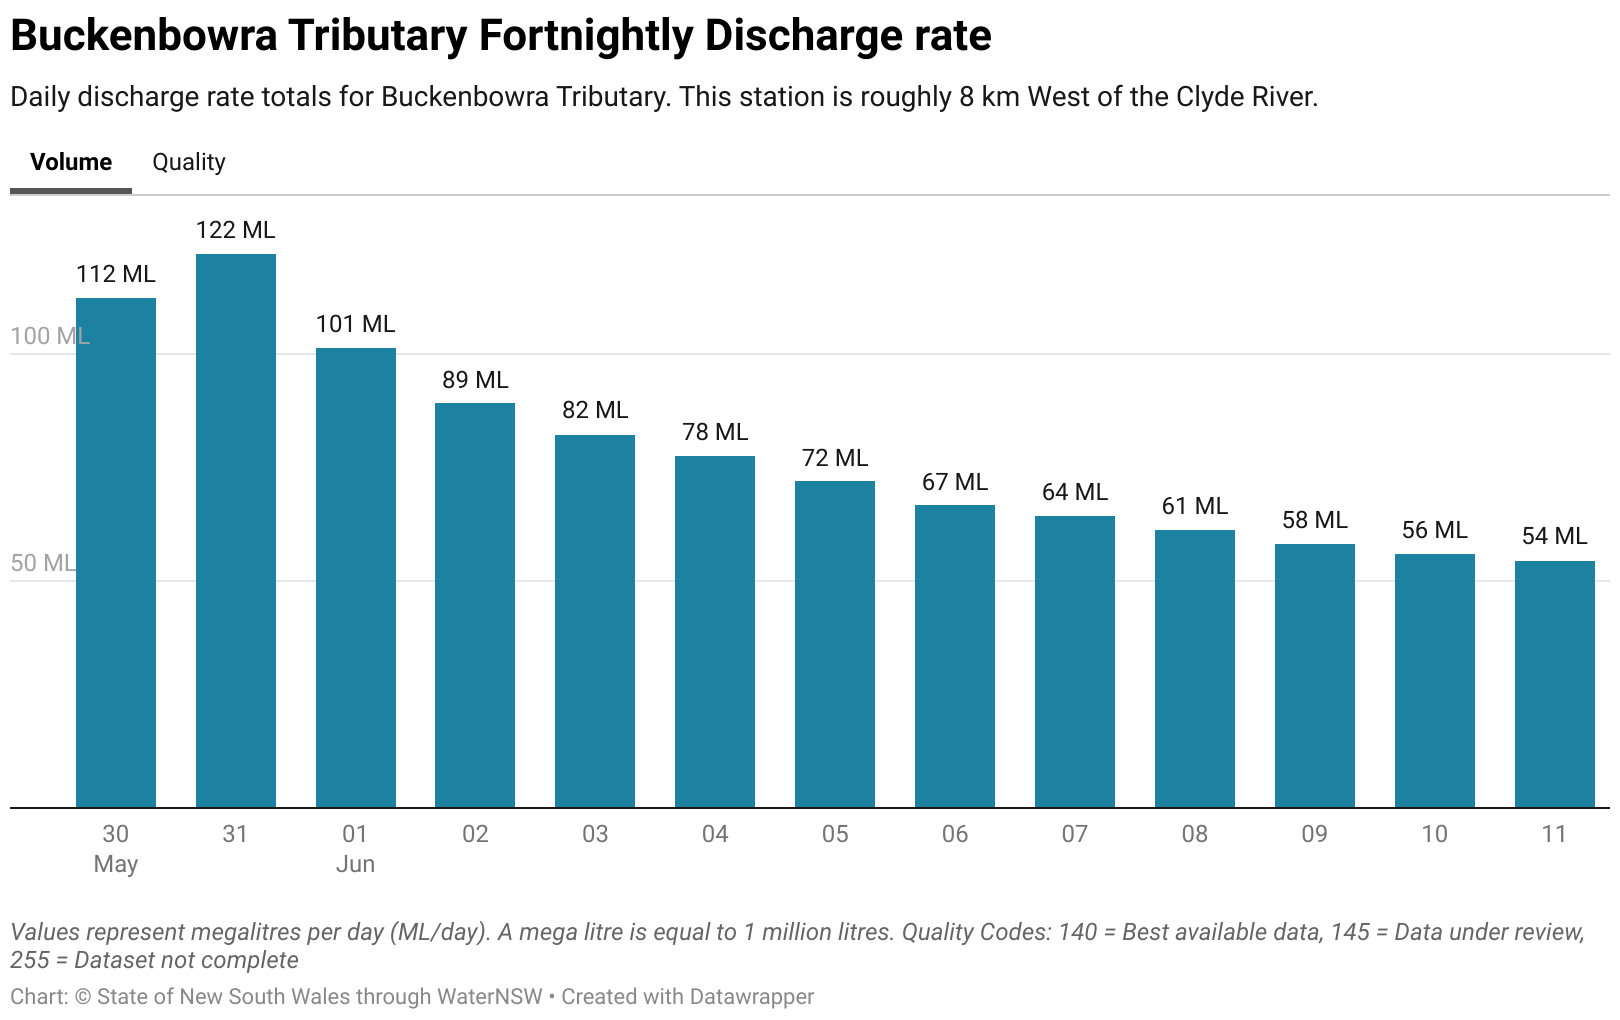 Buckenbowra Tributary Fortnightly Discharge rate
Daily discharge rate totals for Buckenbowra Tributary. This station is roughly 8 km West of the Clyde River.
Volume Quality
122 ML
112 ML
101 ML
100 ML
89 ML
82 ML
78 ML
72 ML
67 ML
64 ML
61 ML
58 ML
56 ML
54 ML
50 ML
30 31 01 02 03 04 05 06 07 08 09 10 11
May Jun
Values represent megalitres per day (ML/day). A mega litre is equal to 1 million litres. Quality Codes: 140 = Best available data, 145 = Data under review,
255 = Dataset not complete
Chart: © State of New South Wales through WaterNSW • Created with Datawrapper